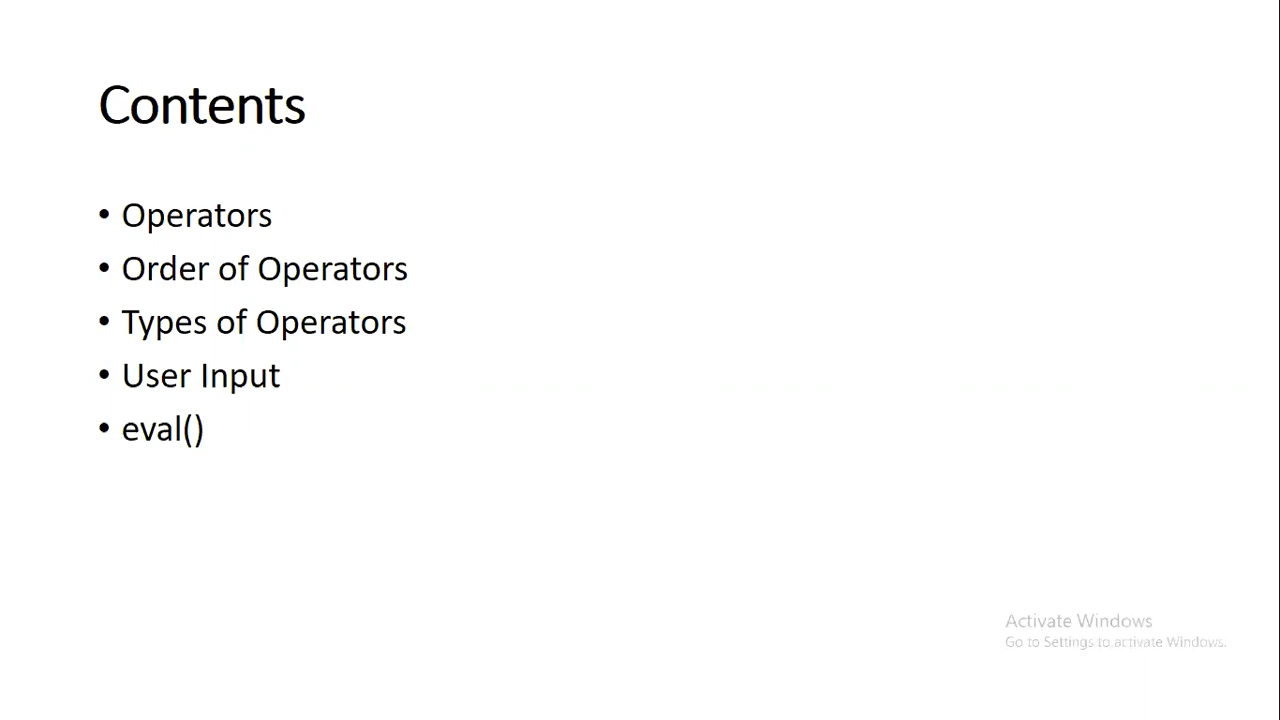 Contents
• Operators
• Order of Operators
• Types of Operators
• User Input
• eval()
Activate Windows
Go to Settings to activate Windows.